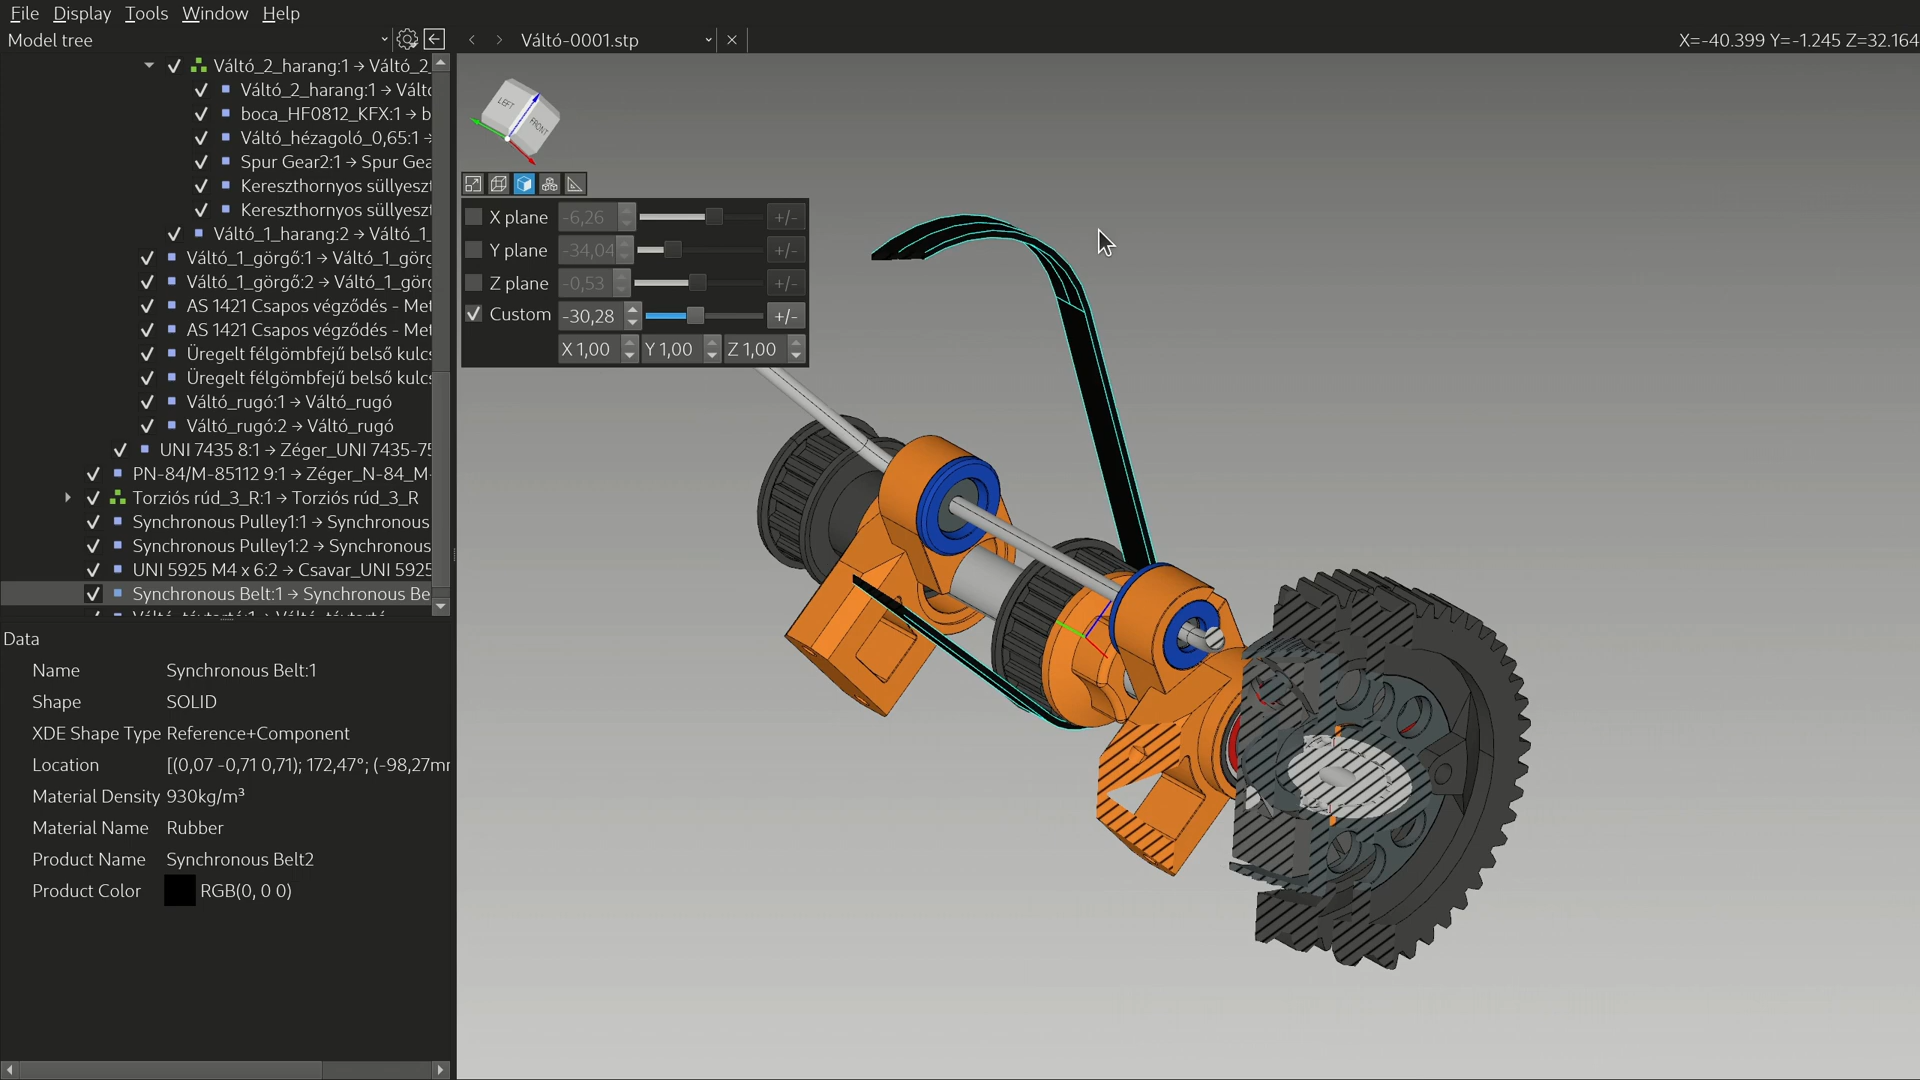 File Display Tools Window Help
Model tree
Váltó-0001.stp
X=-40.399 Y=-1.245 Z=32.164
Váltó_2_harang:1 → Váltó_2_
Váltó_2_harang:1 → Váltó
boca_HF0812_KFX:1 → b
Váltó_hézagoló_0,65:1 →
Spur Gear2:1 → Spur Gea
Kereszthornyos süllyeszt
Kereszthornyos süllyeszt
Váltó_1_harang:2 → Váltó_1_
Váltó_1_görgő:1 → Váltó_1_görg
Váltó_1_görgő:2 → Váltó_1_görg
AS 1421 Csapos végződés - Met
AS 1421 Csapos végződés - Met
Üregelt félgömbfejű belső kulcs
Üregelt félgömbfejű belső kulcs
Váltó_rugó:1 → Váltó_rugó
Váltó_rugó:2 → Váltó_rugó
UNI 7435 8:1 → Zéger_UNI 7435-75
PN-84/M-85112 9:1 → Zéger_N-84_M-
Torziós rúd_3_R:1 → Torziós rúd_3_R
Synchronous Pulley1:1 → Synchronous
Synchronous Pulley1:2 → Synchronous
UNI 5925 M4 x 6:2 → Csavar_UNI 5925
Synchronous Belt:1 → Synchronous Be
LEFT
FRONT
X plane -6,26 +/-
Y plane -34,04 +/-
Z plane -0,53 +/-
Custom -30,28 +/-
X 1,00 Y 1,00 Z 1,00
Data
Name Synchronous Belt:1
Shape SOLID
XDE Shape Type Reference+Component
Location [(0,07 -0,71 0,71); 172,47°; (-98,27mm
Material Density 930kg/m³
Material Name Rubber
Product Name Synchronous Belt2
Product Color RGB(0, 0 0)